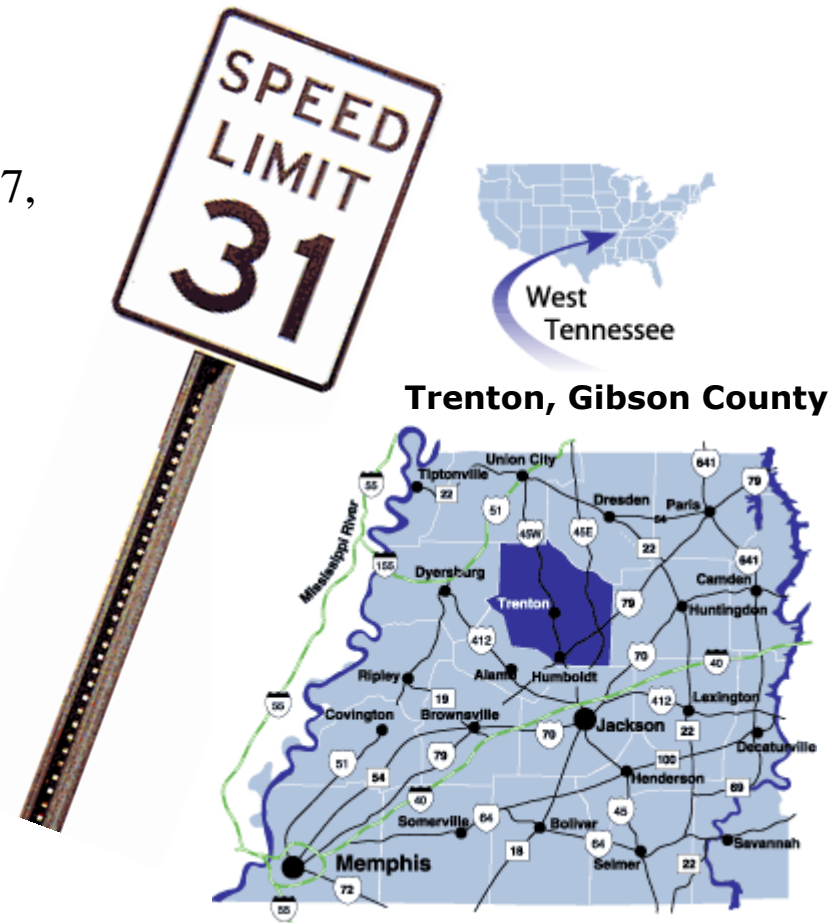 SPEED
LIMIT
31
7,
West
Tennessee
Trenton, Gibson County
Union City
641
Tiptonville
79
55
22
Dresden
Paris
51
54
Mississippi River
45W
45E
22
155
641
Dyersburg
Camden
Trenton
79
Huntingdon
412
70
40
Ripley
Alamo
Humboldt
19
412
Lexington
55
Covington
Brownsville
Jackson
22
70
Decaturville
51
79
100
54
Henderson
69
40
45
Somerville
64
Bolivar
18
64
Savannah
Selmer
22
Memphis
72
55